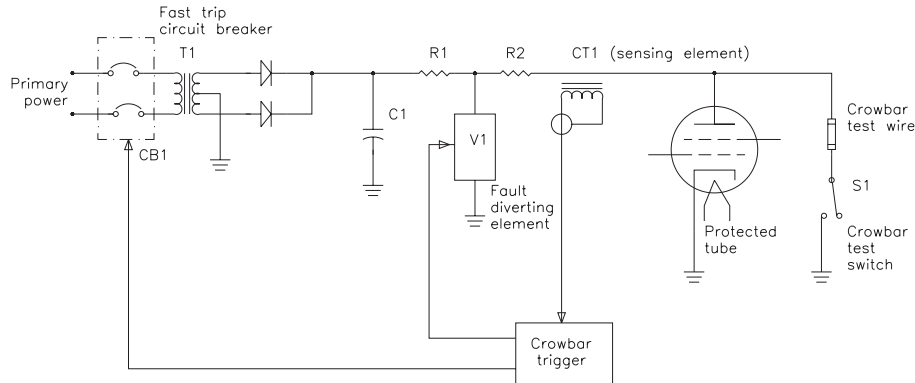 Fast trip
circuit breaker
T1
R1
R2
CT1 (sensing element)
Primary
power
C1
Crowbar
test wire
CB1
V1
S1
Fault
diverting
element
Protected
tube
Crowbar
test
switch
Crowbar
trigger